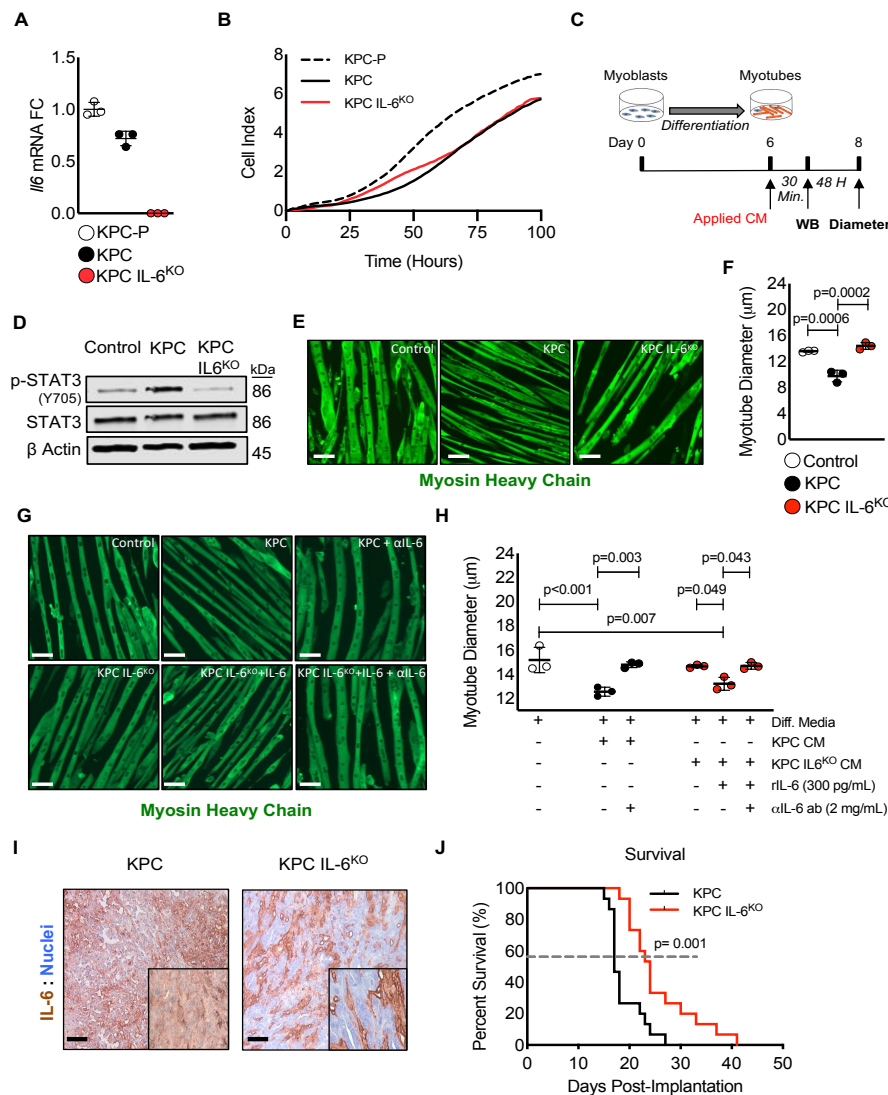 A
Il6 mRNA FC
1.5
1.0
0.5
0.0
KPC-P
KPC
KPC IL-6KO
B
Cell Index
8
6
4
2
0
KPC-P
KPC
KPC IL-6KO
0 25 50 75 100
Time (Hours)
C
Myoblasts Myotubes
Differentiation
Day 0 6 8
30 Min. 48 H
Applied CM WB Diameter
D
Control KPC KPC IL6KO kDa
p-STAT3 (Y705) 86
STAT3 86
β Actin 45
E
Control KPC KPC IL-6KO
Myosin Heavy Chain
F
Myotube Diameter (μm)
24
20
16
12
8
4
0
p=0.0002
p=0.0006
Control
KPC
KPC IL-6KO
G
Control KPC KPC + αIL-6
KPC IL-6KO KPC IL-6KO+IL-6 KPC IL-6KO+IL-6 + αIL-6
Myosin Heavy Chain
H
Myotube Diameter (μm)
24
22
20
18
16
14
12
p=0.003 p=0.043
p<0.001 p=0.049
p=0.007
+ + + + + + Diff. Media
- + + - - - KPC CM
- - - + + + KPC IL6KO CM
- - - - + + rIL-6 (300 pg/mL)
- - + - - + αIL-6 ab (2 mg/mL)
I
KPC KPC IL-6KO
IL-6 : Nuclei
J
Survival
Percent Survival (%)
100
80
60
40
20
0
KPC
KPC IL-6KO
p= 0.001
0 10 20 30 40 50
Days Post-Implantation